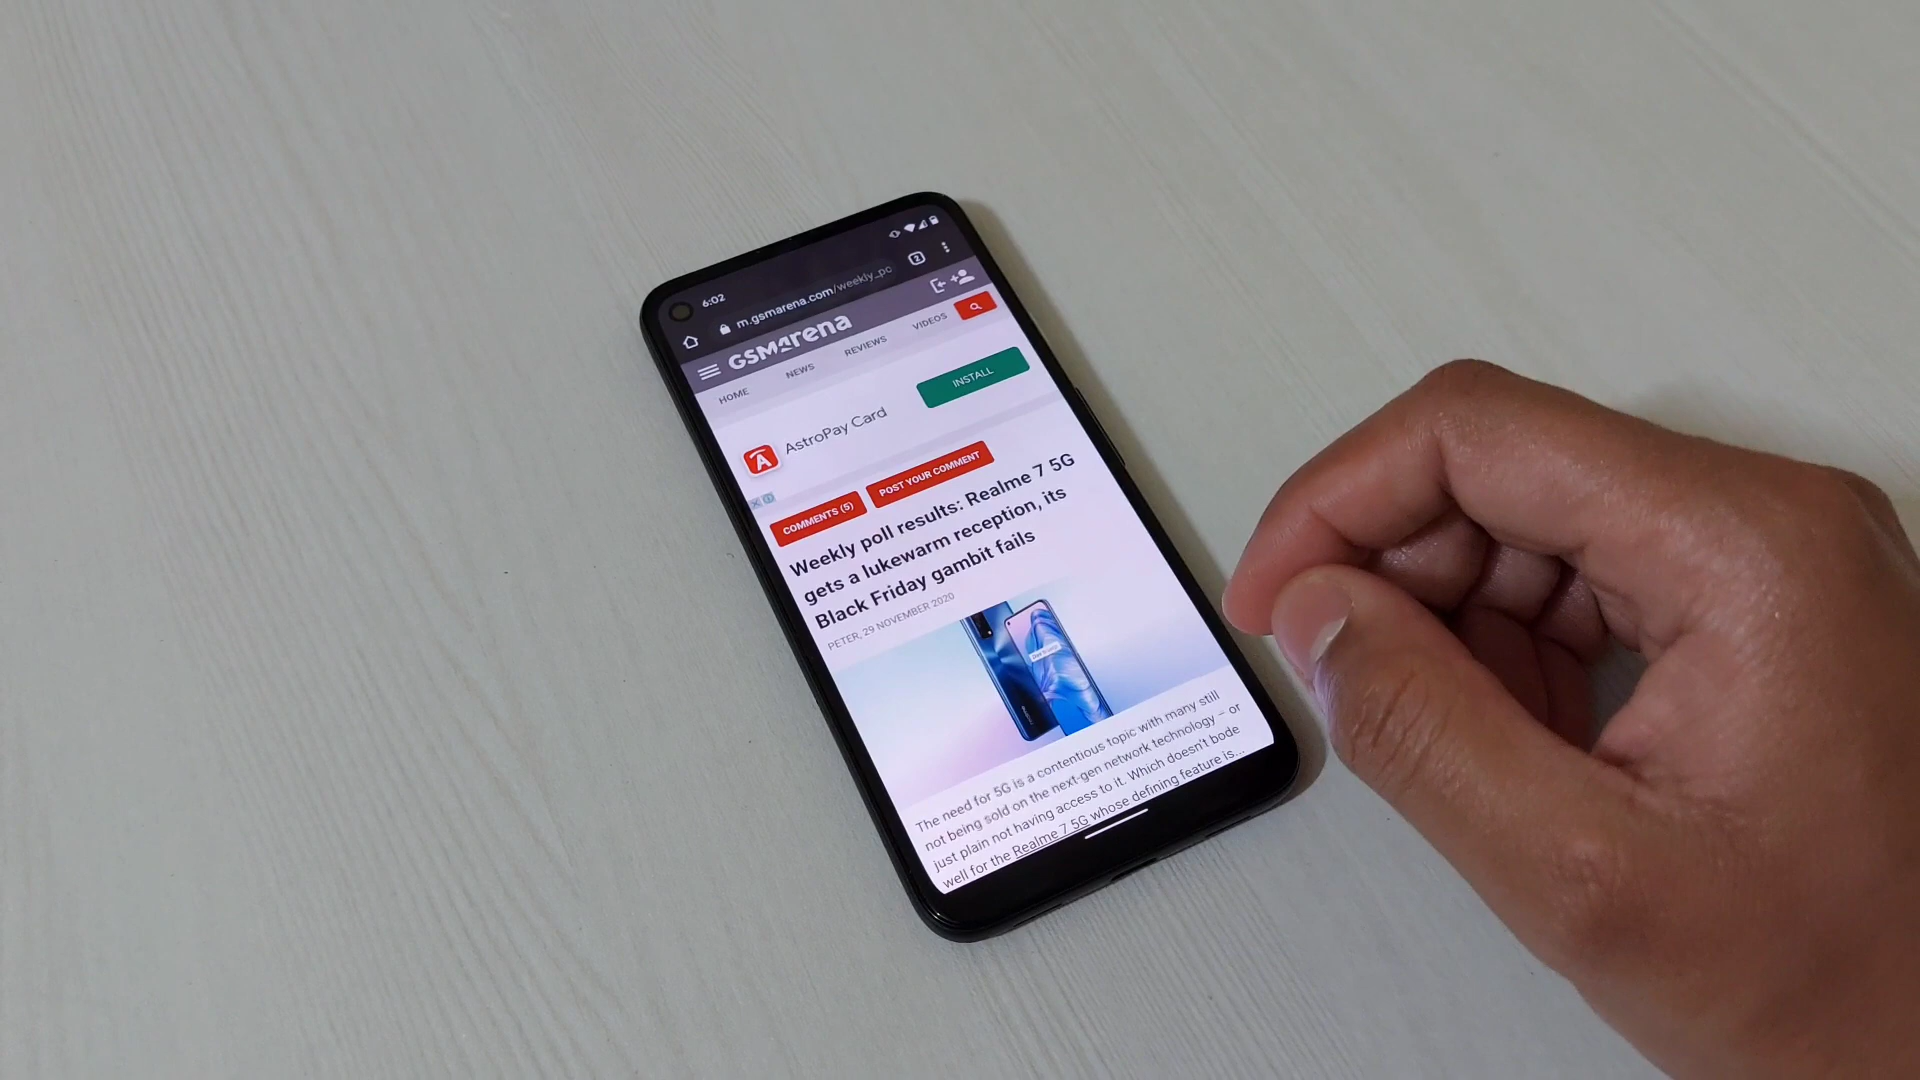 6:02
m.gsmarena.com/weekly_po
2
GSMArena
HOME NEWS REVIEWS VIDEOS
AstroPay Card
INSTALL
COMMENTS (5) POST YOUR COMMENT
Weekly poll results: Realme 7 5G
gets a lukewarm reception, its
Black Friday gambit fails
PETER, 29 NOVEMBER 2020
The need for 5G is a contentious topic with many still
not being sold on the next-gen network technology – or
just plain not having access to it. Which doesn't bode
well for the Realme 7 5G whose defining feature is...